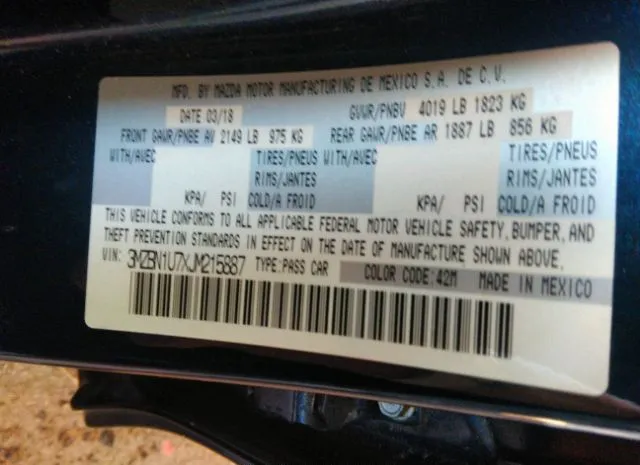 MFD. BY MAZDA MOTOR MANUFACTURING DE MEXICO S.A. DE C.V.
DATE 03/18 GVWR/PNBV 4019 LB 1823 KG
FRONT GAWR/PNBE AV 2149 LB 975 KG REAR GAWR/PNBE AR 1887 LB 856 KG
WITH/AVEC TIRES/PNEUS WITH/AVEC TIRES/PNEUS
RIMS/JANTES RIMS/JANTES
KPA/ PSI COLD/A FROID KPA/ PSI COLD/A FROID
THIS VEHICLE CONFORMS TO ALL APPLICABLE FEDERAL MOTOR VEHICLE SAFETY, BUMPER, AND
THEFT PREVENTION STANDARDS IN EFFECT ON THE DATE OF MANUFACTURE SHOWN ABOVE.
VIN: 3MZBN1U7XJM215887 TYPE:PASS CAR COLOR CODE:42M MADE IN MEXICO